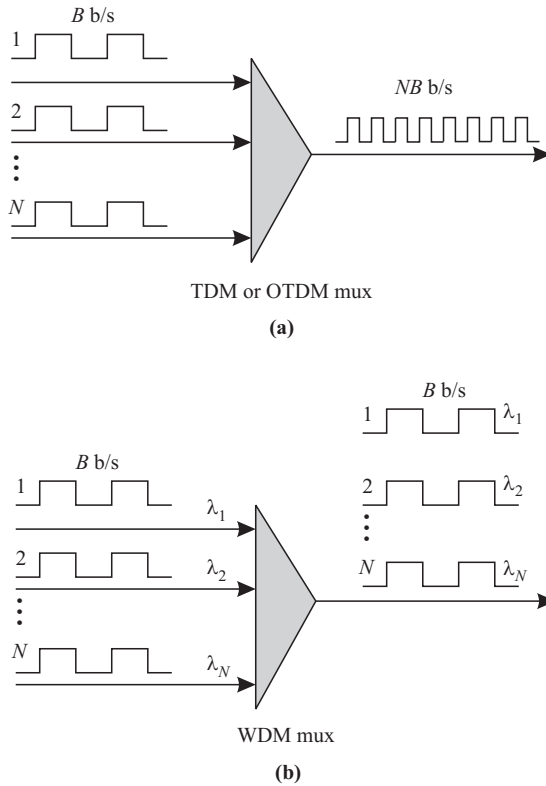 B b/s
1
NB b/s
2
N
TDM or OTDM mux
(a)
B b/s
1 λ1
B b/s
1 λ1
2 λ2
2 λ2
N λN
N λN
WDM mux
(b)